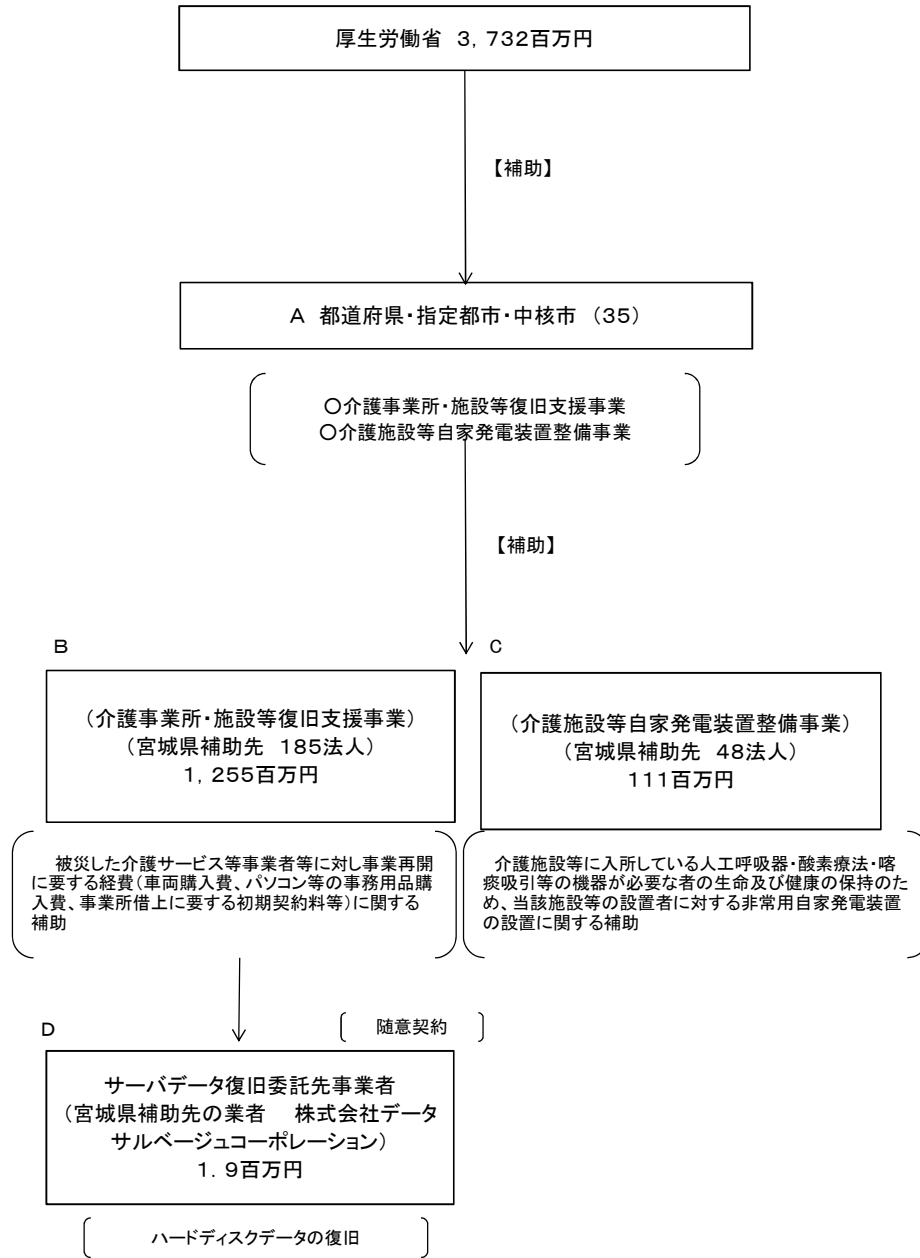 厚生労働省 3,732百万円
【補助】
A 都道府県・指定都市・中核市 (35)
○介護事業所・施設等復旧支援事業
○介護施設等自家発電装置整備事業
【補助】
B
(介護事業所・施設等復旧支援事業)
(宮城県補助先 185法人)
1,255百万円
被災した介護サービス等事業者等に対し事業再開
に要する経費(車両購入費、パソコン等の事務用品購
入費、事業所借上に要する初期契約料等)に関する
補助
C
(介護施設等自家発電装置整備事業)
(宮城県補助先 48法人)
111百万円
介護施設等に入所している人工呼吸器・酸素療法・喀
痰吸引等の機器が必要な者の生命及び健康の保持のた
め、当該施設等の設置者に対する非常用自家発電装置
の設置に関する補助
随意契約
D
サーバデータ復旧委託先事業者
(宮城県補助先の業者 株式会社データ
サルベージュコーポレーション)
1.9百万円
ハードディスクデータの復旧